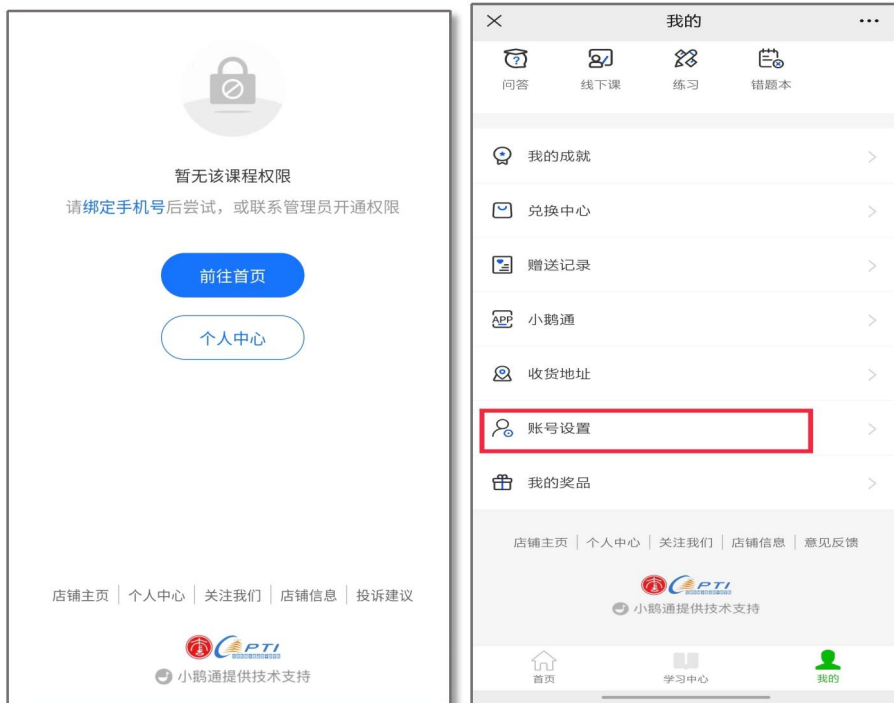 暂无该课程权限
请绑定手机号后尝试，或联系管理员开通权限
前往首页
个人中心
店铺主页 | 个人中心 | 关注我们 | 店铺信息 | 投诉建议
PTI
小鹅通提供技术支持
我的
问答 线下课 练习 错题本
我的成就
兑换中心
赠送记录
APP 小鹅通
收货地址
账号设置
我的奖品
店铺主页 | 个人中心 | 关注我们 | 店铺信息 | 意见反馈
PTI
小鹅通提供技术支持
首页 学习中心 我的